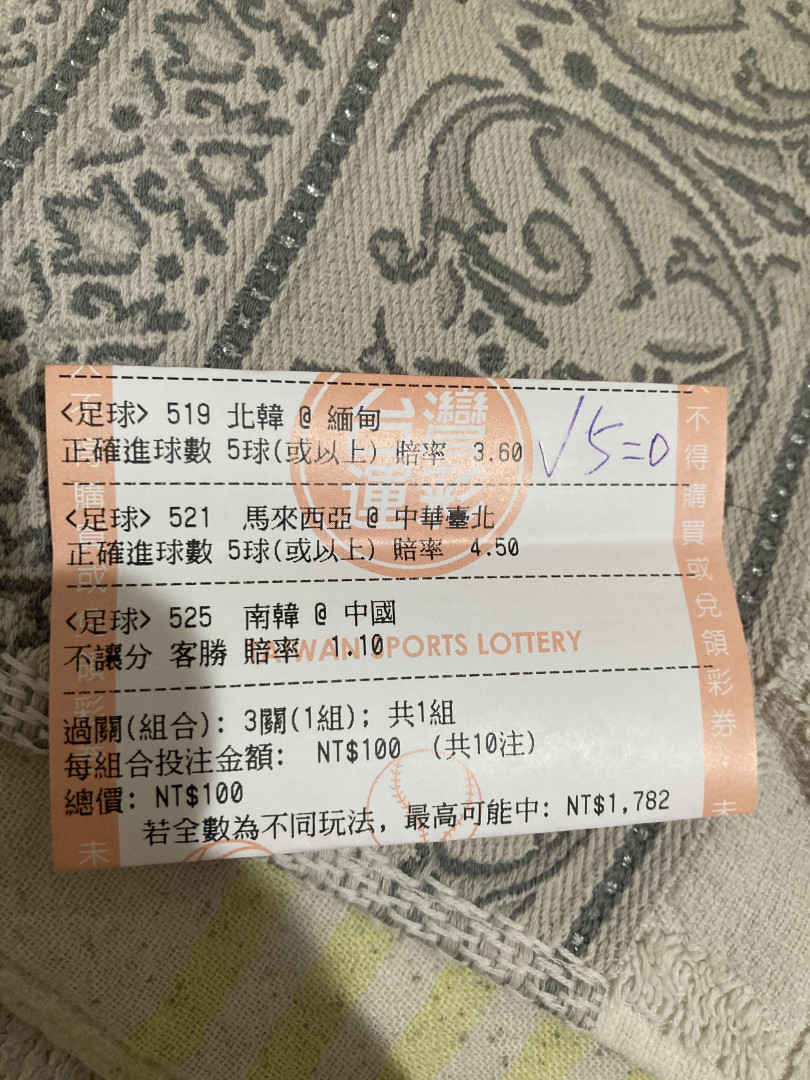 <足球> 519 北韓 @ 緬甸
正確進球數 5球(或以上) 賠率 3.60
√ 5=0
<足球> 521 馬來西亞 @ 中華臺北
正確進球數 5球(或以上) 賠率 4.50
<足球> 525 南韓 @ 中國
不讓分 客勝 賠率 1.10
TAIWAN SPORTS LOTTERY
過關(組合): 3關(1組); 共1組
每組合投注金額: NT$100 (共10注)
總價: NT$100
若全數為不同玩法, 最高可能中: NT$1,782
台灣運彩
不得購買或兌領彩券 未